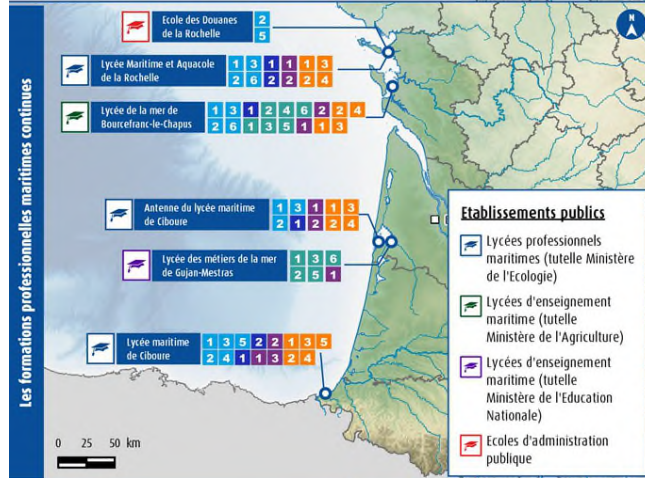 Les formations professionnelles maritimes continues
Ecole des Douanes
de la Rochelle
2
5
N
Lycée Maritime et Aquacole
de la Rochelle
1 3 1 1 1 3
2 6 2 2 2 4
Lycée de la mer de
Bourcefranc-le-Chapus
1 3 1 2 4 6 2 2 4
2 6 1 3 5 1 1 3
Antenne du lycée maritime
de Ciboure
1 3 1 1 3
2 1 2 2 4
Lycée des métiers de la mer
de Gujan-Mestras
1 3 6
2 5 1
Lycée maritime
de Ciboure
1 3 5 2 2 1 3 5
2 4 1 1 3 2 4
0 25 50 km
Etablissements publics
Lycées professionnels
maritimes (tutelle Ministère
de l'Ecologie)
Lycées d'enseignement
maritime (tutelle
Ministère de l'Agriculture)
Lycées d'enseignement
maritime (tutelle
Ministère de l'Education
Nationale)
Ecoles d'administration
publique